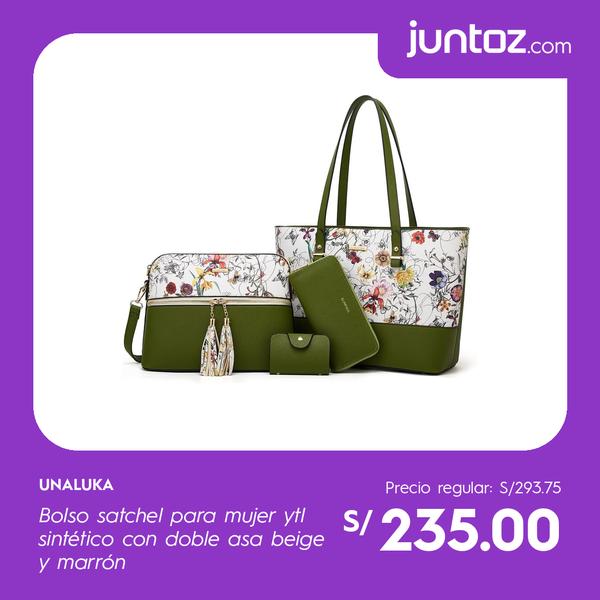 juntoz.com
UNALUKA
Bolso satchel para mujer ytl
sintético con doble asa beige
y marrón
Precio regular: S/293.75
S/ 235.00